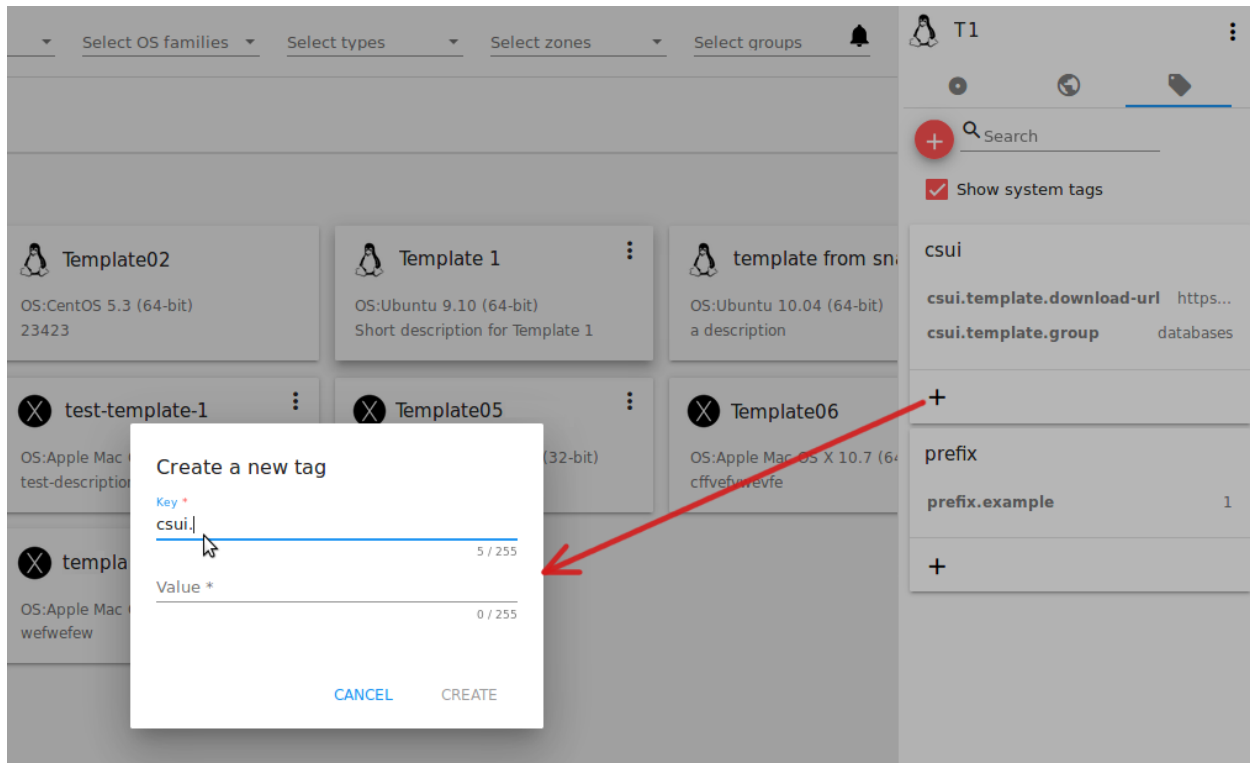 Select OS families
Select types
Select zones
Select groups
T1
Search
Show system tags
csui
csui.template.download-url https...
csui.template.group databases
+
prefix
prefix.example 1
+
Template02
OS:CentOS 5.3 (64-bit)
23423
Template 1
OS:Ubuntu 9.10 (64-bit)
Short description for Template 1
template from sna
OS:Ubuntu 10.04 (64-bit)
a description
test-template-1
OS:Apple Mac
test-description
Template05
(32-bit)
Template06
OS:Apple Mac OS X 10.7 (64
templa
OS:Apple Mac
wefwefew
Create a new tag
Key *
csui.
5 / 255
Value *
0 / 255
CANCEL
CREATE